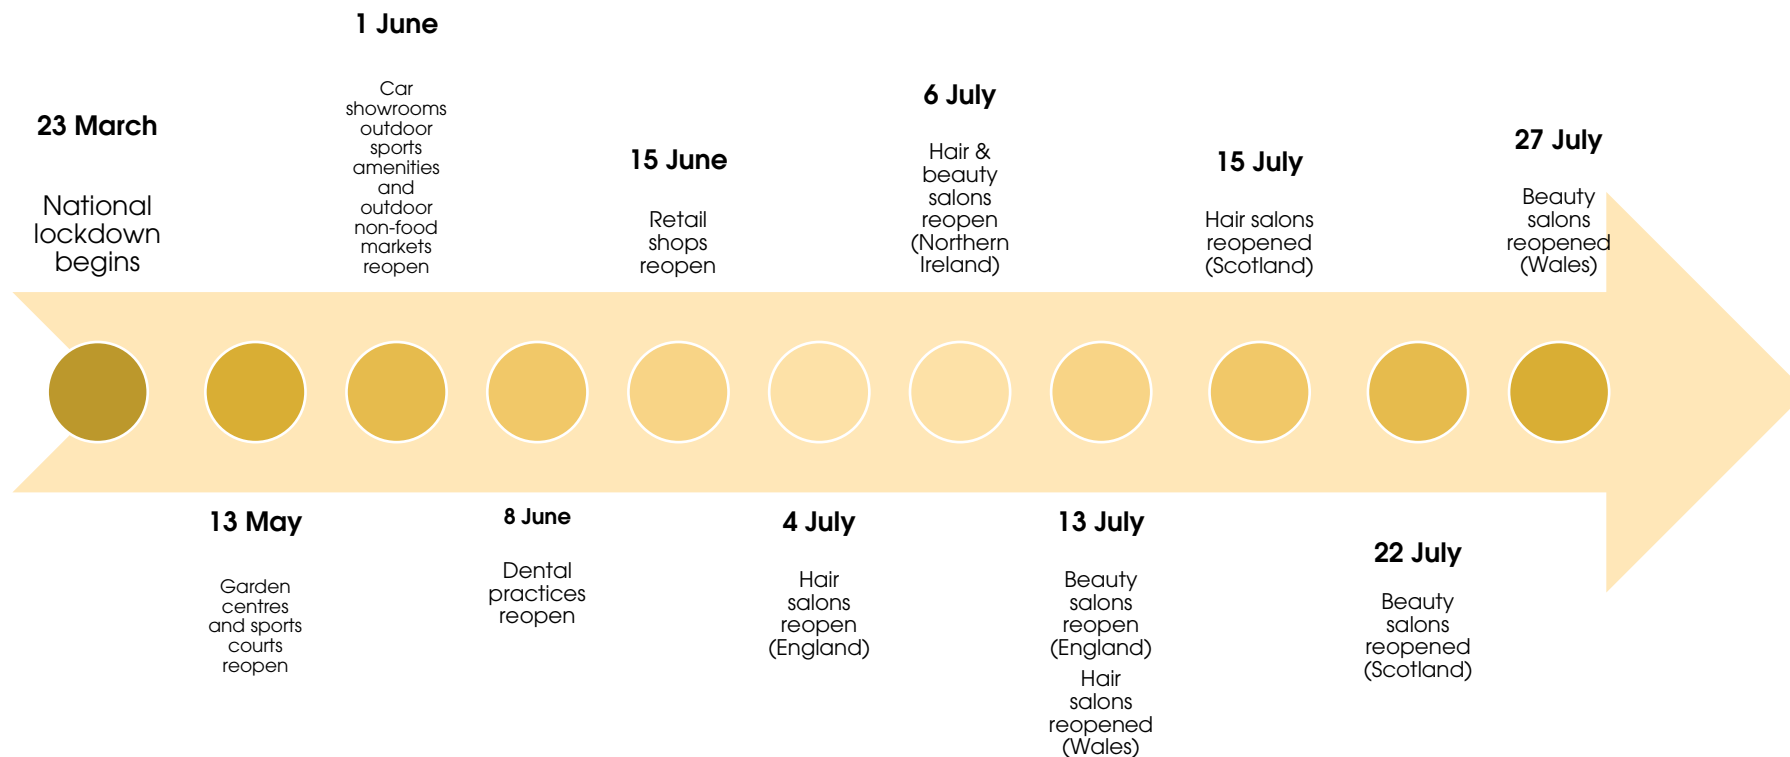 23 March
National
lockdown
begins
13 May
Garden
centres
and sports
courts
reopen
1 June
Car
showrooms
outdoor
sports
amenities
and
outdoor
non-food
markets
reopen
8 June
Dental
practices
reopen
15 June
Retail
shops
reopen
4 July
Hair
salons
reopen
(England)
6 July
Hair &
beauty
salons
reopen
(Northern
Ireland)
13 July
Beauty
salons
reopen
(England)
Hair
salons
reopened
(Wales)
15 July
Hair salons
reopened
(Scotland)
22 July
Beauty
salons
reopened
(Scotland)
27 July
Beauty
salons
reopened
(Wales)